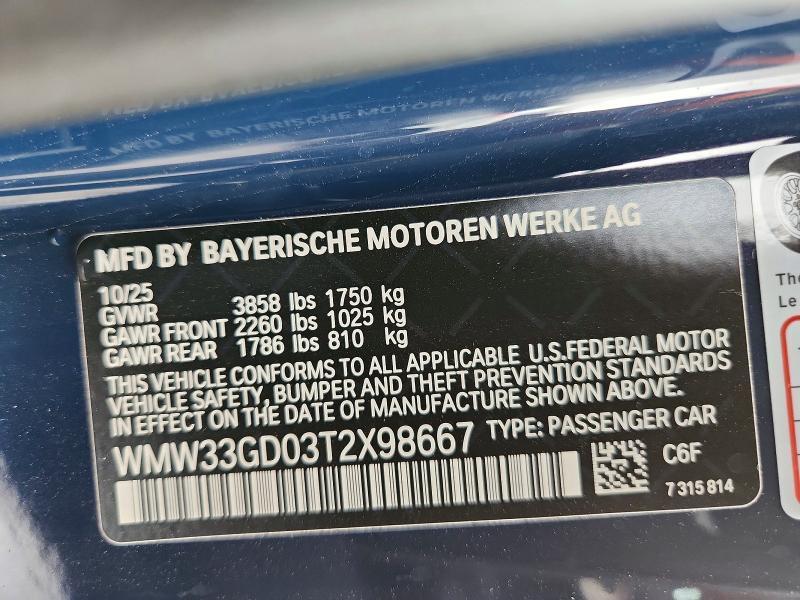 MFD BY BAYERISCHE MOTOREN WERKE AG
10/25
GVWR 3858 lbs 1750 kg
GAWR FRONT 2260 lbs 1025 kg
GAWR REAR 1786 lbs 810 kg
THIS VEHICLE CONFORMS TO ALL APPLICABLE U.S.FEDERAL MOTOR
VEHICLE SAFETY, BUMPER AND THEFT PREVENTION STANDARDS
IN EFFECT ON THE DATE OF MANUFACTURE SHOWN ABOVE.
WMW33GD03T2X98667 TYPE: PASSENGER CAR
C6F
7 315 814
The
Le